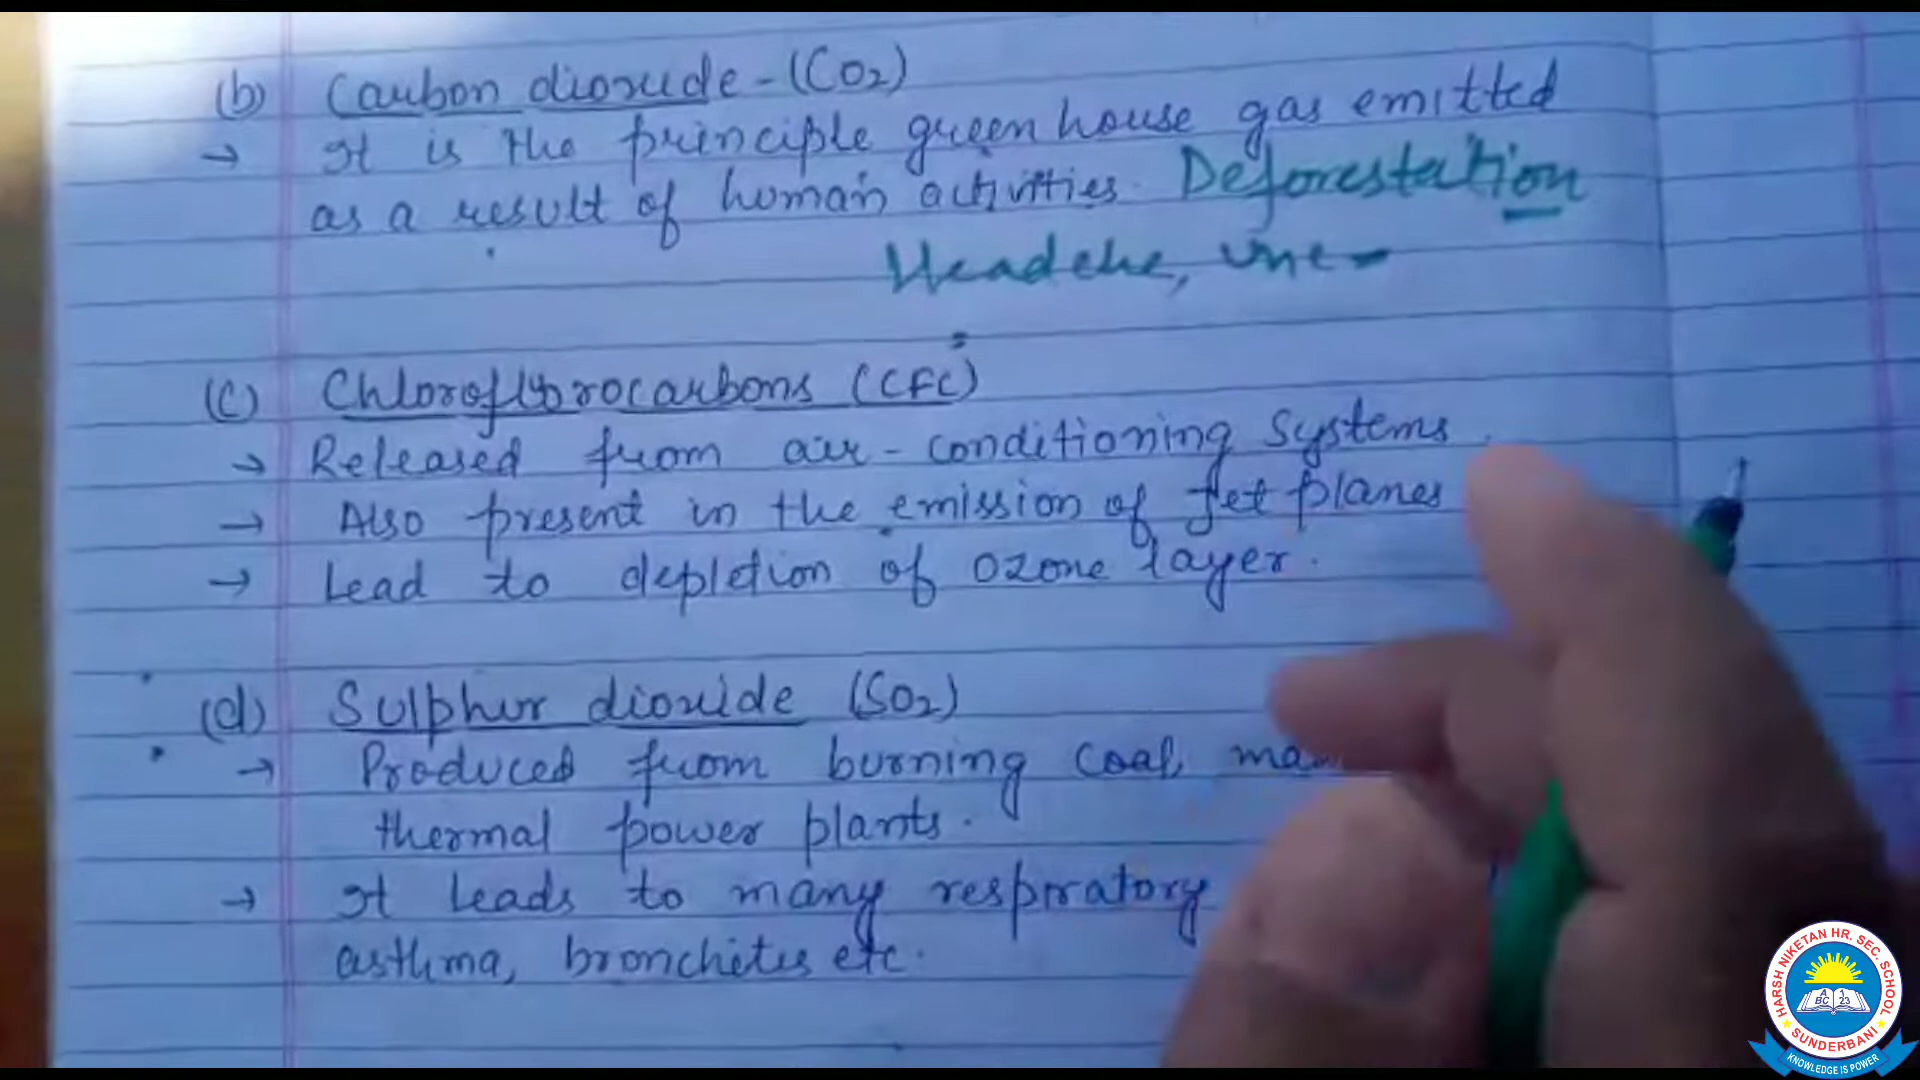 (b) Carbon dioxide - (CO2)
→ It is the principle green house gas emitted
as a result of human activities. Deforestation
(c) Chlorofluorocarbons (CFC)
→ Released from air-conditioning systems.
→ Also present in the emission of Jet planes
→ Lead to depletion of ozone layer.
(d) Sulphur dioxide (SO2)
→ Produced from burning coal,
thermal power plants.
→ It leads to many respiratory
asthma, bronchitis etc.
HARSH NIKETAN HR. SEC. SCHOOL
ABC 123
SUNDERBANI
KNOWLEDGE IS POWER